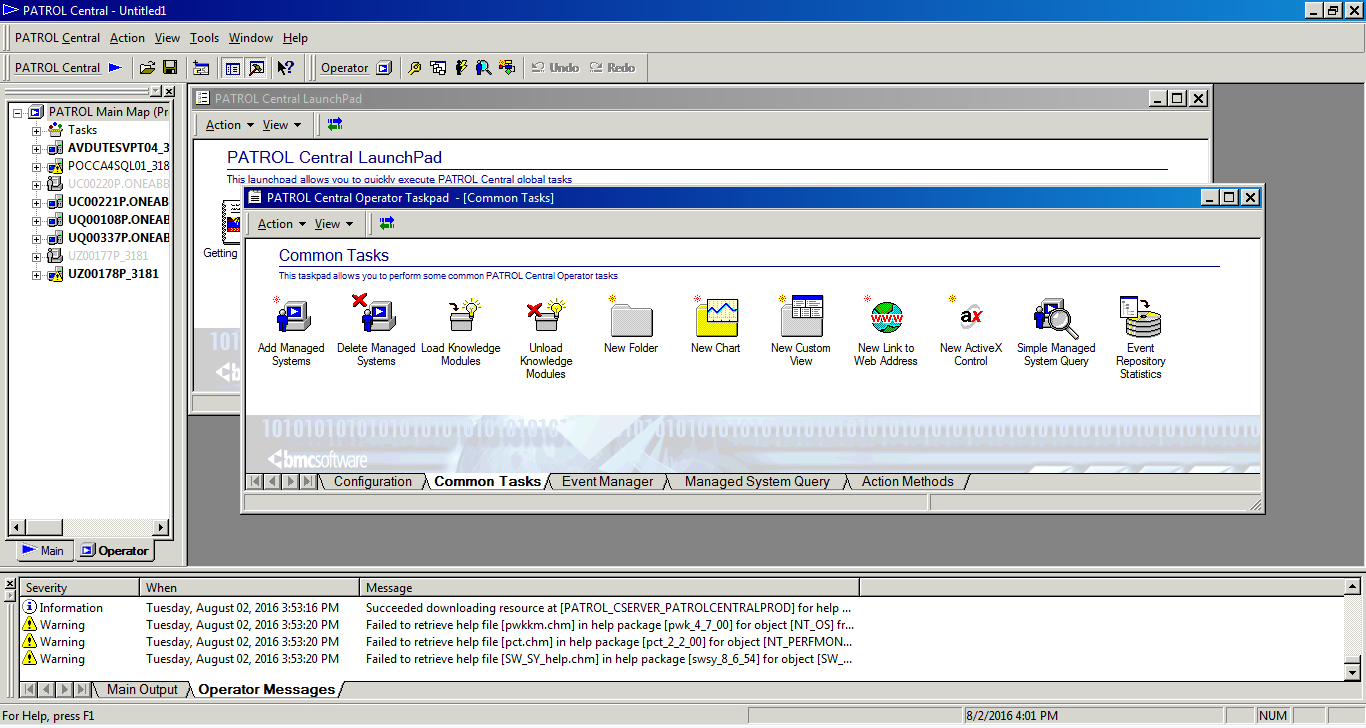 PATROL Central - Untitled1
PATROL Central Action View Tools Window Help
PATROL Central Operator Undo Redo
PATROL Main Map (Pr
Tasks
AVDUTESVPT04_3
POCCA4SQL01_318
UC00220P.ONEABB
UC00221P.ONEAB
UQ00108P.ONEAB
UQ00337P.ONEAB
UZ00177P_3181
UZ00178P_3181
Main Operator
PATROL Central LaunchPad
Action View
PATROL Central LaunchPad
This launchpad allows you to quickly execute PATROL Central global tasks
Getting
PATROL Central Operator Taskpad - [Common Tasks]
Action View
Common Tasks
This taskpad allows you to perform some common PATROL Central Operator tasks
Add Managed
Systems
Delete Managed
Systems
Load Knowledge
Modules
Unload
Knowledge
Modules
New Folder
New Chart
New Custom
View
www
New Link to
Web Address
ax
New ActiveX
Control
Simple Managed
System Query
Event
Repository
Statistics
101010101010101010101010101010101010101010101010101010
bmcsoftware
Configuration Common Tasks Event Manager Managed System Query Action Methods
Severity When Message
Information Tuesday, August 02, 2016 3:53:16 PM Succeeded downloading resource at [PATROL_CSERVER_PATROLCENTRALPROD] for help ...
Warning Tuesday, August 02, 2016 3:53:20 PM Failed to retrieve help file [pwkkm.chm] in help package [pwk_4_7_00] for object [NT_OS] fr...
Warning Tuesday, August 02, 2016 3:53:20 PM Failed to retrieve help file [pct.chm] in help package [pct_2_2_00] for object [NT_PERFMON...
Warning Tuesday, August 02, 2016 3:53:20 PM Failed to retrieve help file [SW_SY_help.chm] in help package [swsy_8_6_54] for object [SW_...
Main Output Operator Messages
For Help, press F1 8/2/2016 4:01 PM NUM